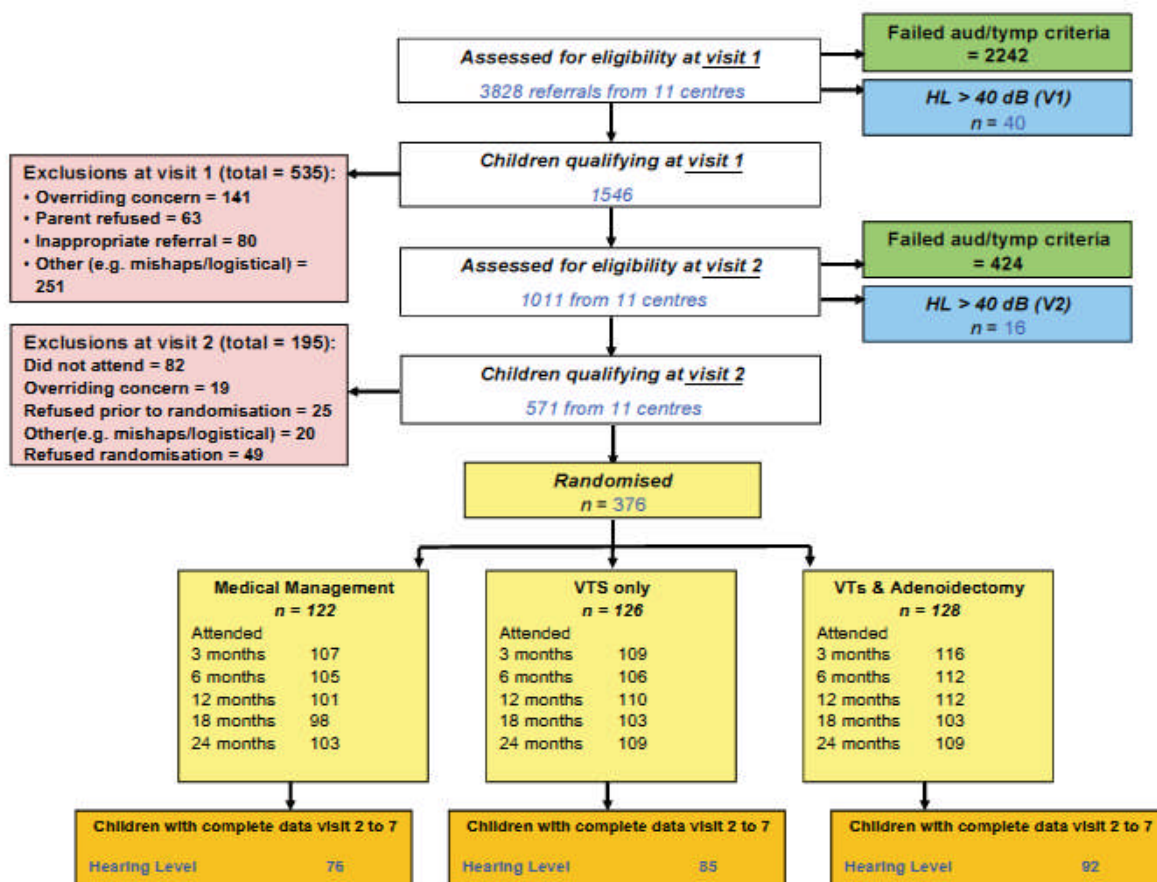 Assessed for eligibility at visit 1
3828 referrals from 11 centres
Failed aud/tymp criteria
= 2242
HL > 40 dB (V1)
n = 40
Children qualifying at visit 1
1546
Exclusions at visit 1 (total = 535):
• Overriding concern = 141
• Parent refused = 63
• Inappropriate referral = 80
• Other (e.g. mishaps/logistical) =
251
Assessed for eligibility at visit 2
1011 from 11 centres
Failed aud/tymp criteria
= 424
HL > 40 dB (V2)
n = 16
Exclusions at visit 2 (total = 195):
Did not attend = 82
Overriding concern = 19
Refused prior to randomisation = 25
Other(e.g. mishaps/logistical) = 20
Refused randomisation = 49
Children qualifying at visit 2
571 from 11 centres
Randomised
n = 376
Medical Management
n = 122
Attended
3 months 107
6 months 105
12 months 101
18 months 98
24 months 103
VTS only
n = 126
Attended
3 months 109
6 months 106
12 months 110
18 months 103
24 months 109
VTs & Adenoidectomy
n = 128
Attended
3 months 116
6 months 112
12 months 112
18 months 103
24 months 109
Children with complete data visit 2 to 7
Hearing Level 76
Children with complete data visit 2 to 7
Hearing Level 85
Children with complete data visit 2 to 7
Hearing Level 92